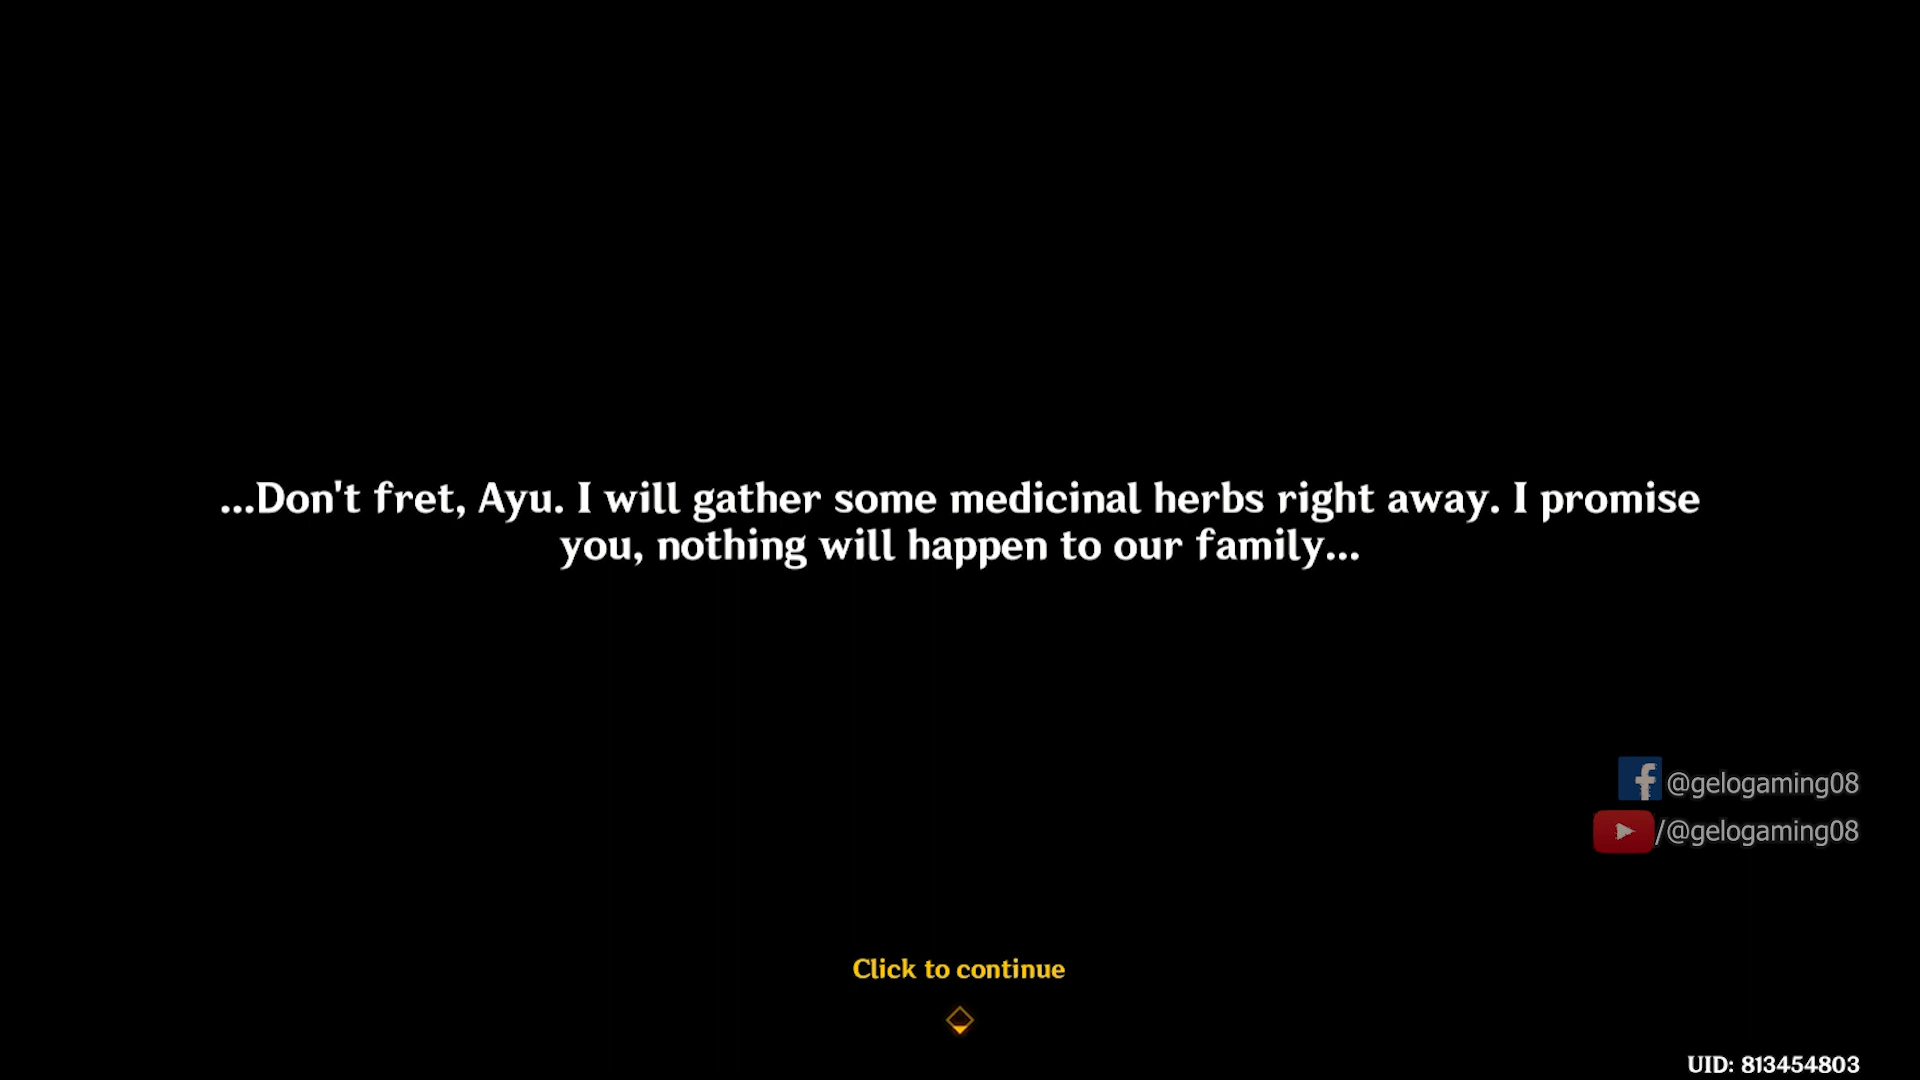 ...Don't fret, Ayu. I will gather some medicinal herbs right away. I promise
you, nothing will happen to our family...
@gelogaming08
/@gelogaming08
Click to continue
UID: 813454803